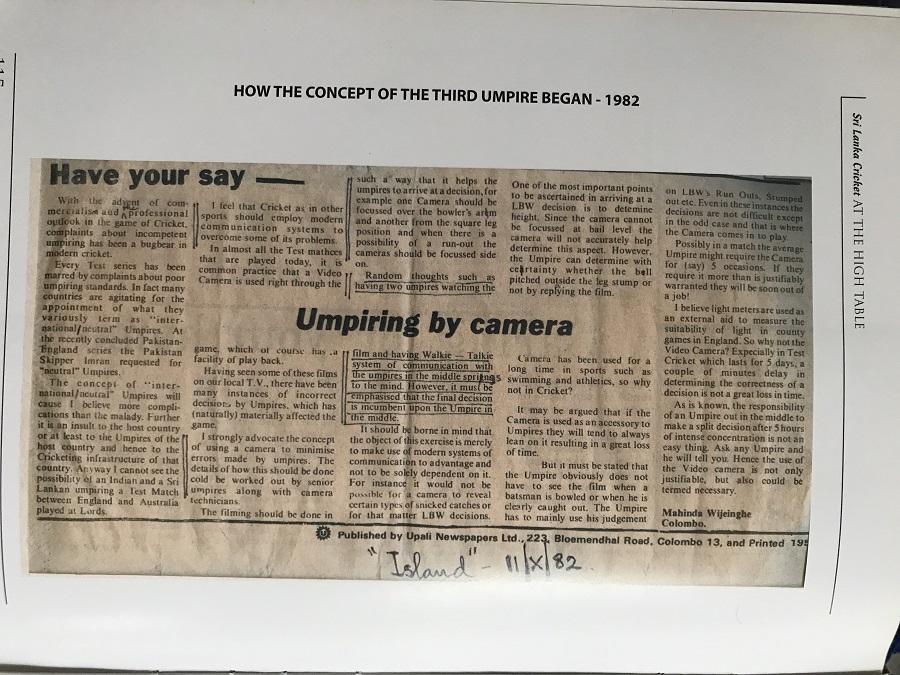 115
HOW THE CONCEPT OF THE THIRD UMPIRE BEGAN - 1982
Sri Lanka Cricket AT THE HIGH TABLE
Have your say —
With the advent of com-
mercialism and professional
outlook in the game of Cricket,
complaints about incompetent
umpiring has been a bugbear in
modern cricket.
Every Test series has been
marred by complaints about poor
umpiring standards. In fact many
countries are agitating for the
appointment of what they
variously term as "inter-
national/neutral" Umpires. At
the recently concluded Pakistan-
England series the Pakistan
Skipper Imran requested for
"neutral" Umpires.
The concept of "inter-
national/neutral" Umpires will
cause I believe more compli-
cations than the malady. Further
it is an insult to the host country
or at least to the Umpires of the
host country and hence to the
Cricketing infrastructure of that
country. Anyway I cannot see the
possibility of an Indian and a Sri
Lankan umpiring a Test Match
between England and Australia
played at Lords.
I feel that Cricket as in other
sports should employ modern
communication systems to
overcome some of its problems.
In almost all the Test mathces
that are played today, it is
common practice that a Video
Camera is used right through the
Umpiring by camera
game, which of course has a
facility of play back.
Having seen some of these films
on our local T.V., there have been
many instances of incorrect
decisions by Umpires, which has
(naturally) materially affected the
game.
I strongly advocate the concept
of using a camera to minimise
errors made by umpires. The
details of how this should be done
cold be worked out by senior
umpires along with camera
technicians.
The filming should be done in
such a way that it helps the
umpires to arrive at a decision, for
example one Camera should be
focussed over the bowler's arm
and another from the square leg
position and when there is a
possibility of a run-out the
cameras should be focussed side
on.
Random thoughts such as
having two umpires watching the
film and having Walkie — Talkie
system of communication with
the umpires in the middle springs
to the mind. However, it must be
emphasised that the final decision
is incumbent upon the Umpire in
the middle.
It should be borne in mind that
the object of this exercise is merely
to make use of modern systems of
communication to advantage and
not to be solely dependent on it.
For instance it would not be
possible for a camera to reveal
certain types of snicked catches or
for that matter LBW decisions.
One of the most important points
to be ascertained in arriving at a
LBW decision is to detemine
height. Since the camera cannot
be focussed at bail level the
camera will not accurately help
determine this aspect. However,
the Umpire can determine with
certainty whether the ball
pitched outside the leg stump or
not by replying the film.
Camera has been used for a
long time in sports such as
swimming and athletics, so why
not in Cricket?
It may be argued that if the
Camera is used as an accessory to
Umpires they will tend to always
lean on it resulting in a great loss
of time.
But it must be stated that
the Umpire obviously does not
have to see the film when a
batsman is bowled or when he is
clearly caught out. The Umpire
has to mainly use his judgement
on LBW's Run Outs, Stumped
out etc. Even in these instances the
decisions are not difficult except
in the odd case and that is where
the Camera comes in to play.
Possibly in a match the average
Umpire might require the Camera
for (say) 5 occasions. If they
require it more than is justifiably
warranted they will be soon out of
a job!
I believe light meters are used as
an external aid to measure the
suitability of light in county
games in England. So why not the
Video Camera? Expecially in Test
Cricket which lasts for 5 days, a
couple of minutes delay in
determining the correctness of a
decision is not a great loss in time.
As is known, the responsibility
of an Umpire out in the middle to
make a split decision after 5 hours
of intense concentration is not an
easy thing. Ask any Umpire and
he will tell you. Hence the use of
the Video camera is not only
justifiable, but also could be
termed necessary.
Mahinda Wijeinghe
Colombo.
Published by Upali Newspapers Ltd., 223, Bloemendhal Road, Colombo 13, and Printed
"Island" - 11/X/82